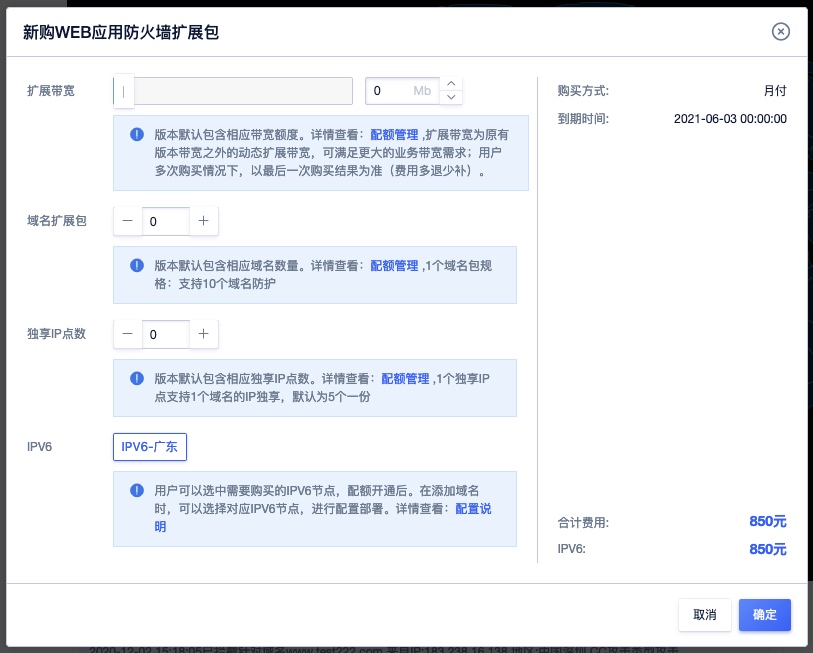 新购WEB应用防火墙扩展包
扩展带宽
0 Mb
版本默认包含相应带宽额度。详情查看：配额管理 ,扩展带宽为原有
版本带宽之外的动态扩展带宽，可满足更大的业务带宽需求；用户
多次购买情况下，以最后一次购买结果为准（费用多退少补）。
域名扩展包
0
版本默认包含相应域名数量。详情查看：配额管理 ,1个域名包规
格：支持10个域名防护
独享IP点数
0
版本默认包含相应独享IP点数。详情查看：配额管理 ,1个独享IP
点支持1个域名的IP独享，默认为5个一份
IPV6
IPV6-广东
用户可以选中需要购买的IPV6节点，配额开通后。在添加域名
时，可以选择对应IPV6节点，进行配置部署。详情查看：配置说
明
购买方式: 月付
到期时间: 2021-06-03 00:00:00
合计费用: 850元
IPV6: 850元
取消
确定